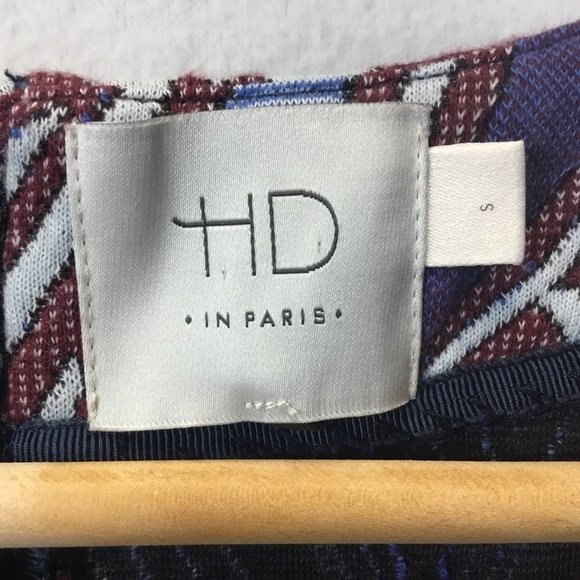 HD
• IN PARIS •
S